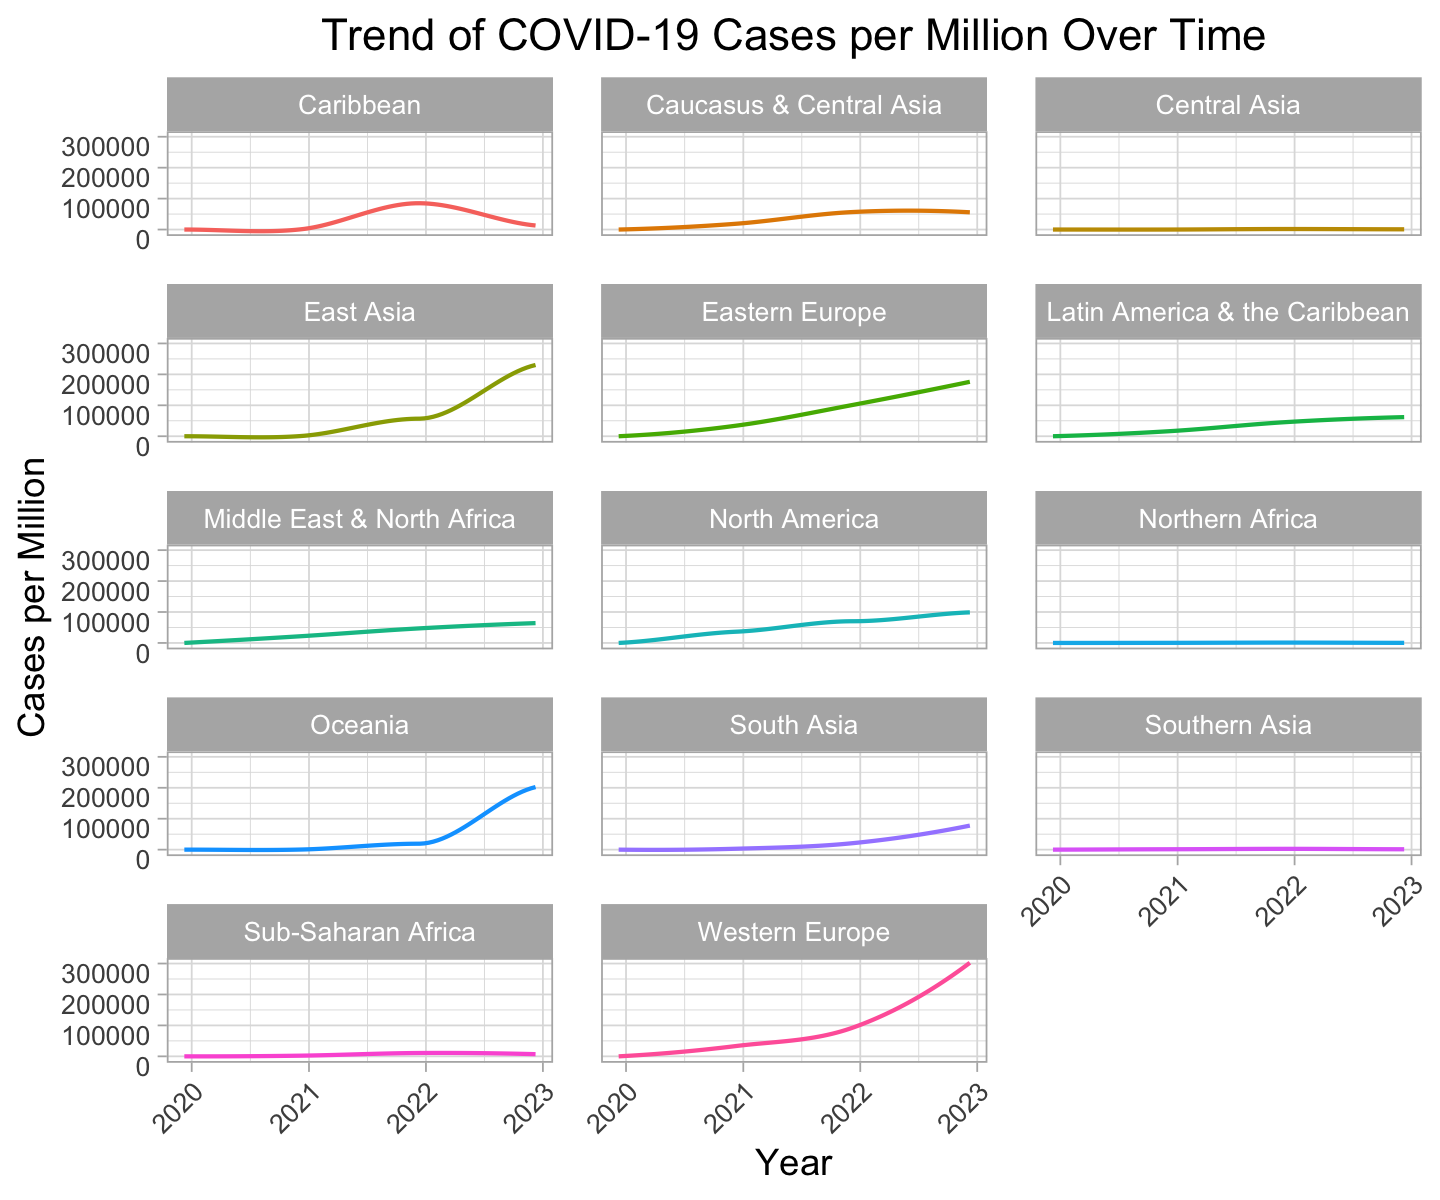 Trend of COVID-19 Cases per Million Over Time
Caribbean
Caucasus & Central Asia
Central Asia
300000
200000
100000
0
East Asia
Eastern Europe
Latin America & the Caribbean
300000
200000
100000
0
Middle East & North Africa
North America
Northern Africa
300000
200000
100000
0
Cases per Million
Oceania
South Asia
Southern Asia
300000
200000
100000
0
2020
2021
2022
2023
Sub-Saharan Africa
Western Europe
300000
200000
100000
0
2020
2021
2022
2023
2020
2021
2022
2023
Year